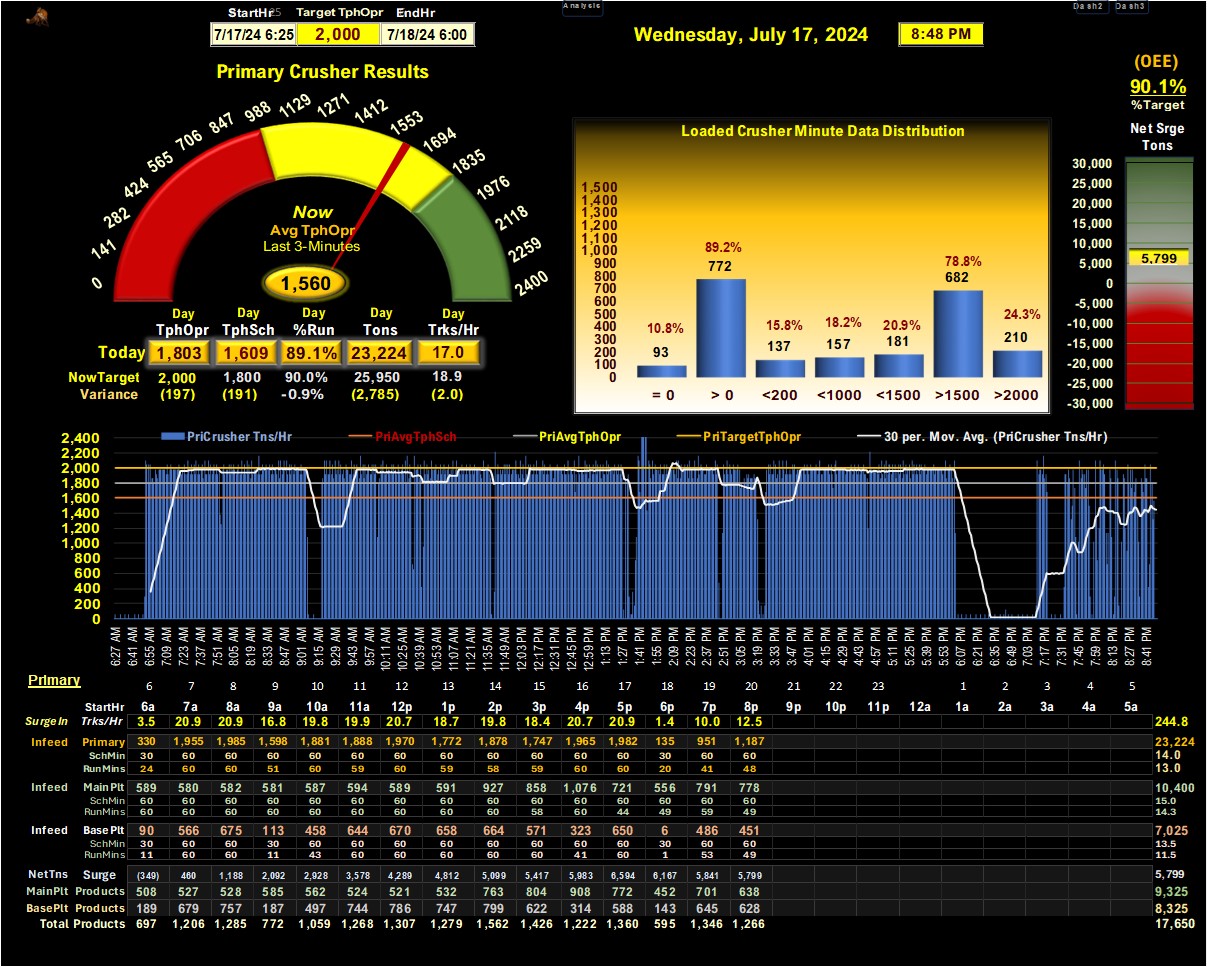 StartHr25 Target TphOpr EndHr
7/17/24 6:25 2,000 7/18/24 6:00
Analysis
Dash2 Dash3
Wednesday, July 17, 2024 8:48 PM
(OEE)
90.1%
%Target
Primary Crusher Results
0 141 282 424 565 706 847 988 1129 1271 1412 1553 1694 1835 1976 2118 2259 2400
Now
Avg TphOpr
Last 3-Minutes
1,560
Day Day Day Day Day
TphOpr TphSch %Run Tons Trks/Hr
Today 1,803 1,609 89.1% 23,224 17.0
NowTarget 2,000 1,800 90.0% 25,950 18.9
Variance (197) (191) -0.9% (2,785) (2.0)
Loaded Crusher Minute Data Distribution
1,500
1,400
1,300
1,200
1,100
1,000
900
800
700
600
500
400
300
200
100
0
10.8% 89.2% 15.8% 18.2% 20.9% 78.8% 24.3%
93 772 137 157 181 682 210
= 0 > 0 <200 <1000 <1500 >1500 >2000
Net Srge
Tons
30,000
25,000
20,000
15,000
10,000
5,000
0
-5,000
-10,000
-15,000
-20,000
-25,000
-30,000
5,799
PriCrusher Tns/Hr PriAvgTphSch PriAvgTphOpr PriTargetTphOpr 30 per. Mov. Avg. (PriCrusher Tns/Hr)
2,400
2,200
2,000
1,800
1,600
1,400
1,200
1,000
800
600
400
200
0
6:27 AM 6:41 AM 6:55 AM 7:09 AM 7:23 AM 7:37 AM 7:51 AM 8:05 AM 8:19 AM 8:33 AM 8:47 AM 9:01 AM 9:15 AM 9:29 AM 9:43 AM 9:57 AM 10:11 AM 10:25 AM 10:39 AM 10:53 AM 11:07 AM 11:21 AM 11:35 AM 11:49 AM 12:03 PM 12:17 PM 12:31 PM 12:45 PM 12:59 PM 1:13 PM 1:27 PM 1:41 PM 1:55 PM 2:09 PM 2:23 PM 2:37 PM 2:51 PM 3:05 PM 3:19 PM 3:33 PM 3:47 PM 4:01 PM 4:15 PM 4:29 PM 4:43 PM 4:57 PM 5:11 PM 5:25 PM 5:39 PM 5:53 PM 6:07 PM 6:21 PM 6:35 PM 6:49 PM 7:03 PM 7:17 PM 7:31 PM 7:45 PM 7:59 PM 8:13 PM 8:27 PM 8:41 PM
Primary
6 7 8 9 10 11 12 13 14 15 16 17 18 19 20 21 22 23 1 2 3 4 5
StartHr 6a 7a 8a 9a 10a 11a 12p 1p 2p 3p 4p 5p 6p 7p 8p 9p 10p 11p 12a 1a 2a 3a 4a 5a
SurgeIn Trks/Hr 3.5 20.9 20.9 16.8 19.8 19.9 20.7 18.7 19.8 18.4 20.7 20.9 1.4 10.0 12.5 244.8
Infeed Primary 330 1,955 1,985 1,598 1,881 1,888 1,970 1,772 1,878 1,747 1,965 1,982 135 951 1,187 23,224
SchMin 30 60 60 60 60 60 60 60 60 60 60 60 30 60 60 14.0
RunMins 24 60 60 51 60 59 60 59 58 59 60 60 20 41 48 13.0
Infeed MainPlt 589 580 582 581 587 594 589 591 927 858 1,076 721 556 791 778 10,400
SchMin 60 60 60 60 60 60 60 60 60 60 60 60 60 60 60 15.0
RunMins 60 60 60 60 60 60 60 60 60 58 60 44 49 59 49 14.3
Infeed BasePlt 90 566 675 113 458 644 670 658 664 571 323 650 6 486 451 7,025
SchMin 30 60 60 30 60 60 60 60 60 60 60 60 30 60 60 13.5
RunMins 11 60 60 11 43 60 60 60 60 60 41 60 1 53 49 11.5
NetTns Surge (349) 460 1,188 2,092 2,928 3,578 4,289 4,812 5,099 5,417 5,983 6,594 6,167 5,841 5,799 5,799
MainPlt Products 508 527 528 585 562 524 521 532 763 804 908 772 452 701 638 9,325
BasePlt Products 189 679 757 187 497 744 786 747 799 622 314 588 143 645 628 8,325
Total Products 697 1,206 1,285 772 1,059 1,268 1,307 1,279 1,562 1,426 1,222 1,360 595 1,346 1,266 17,650